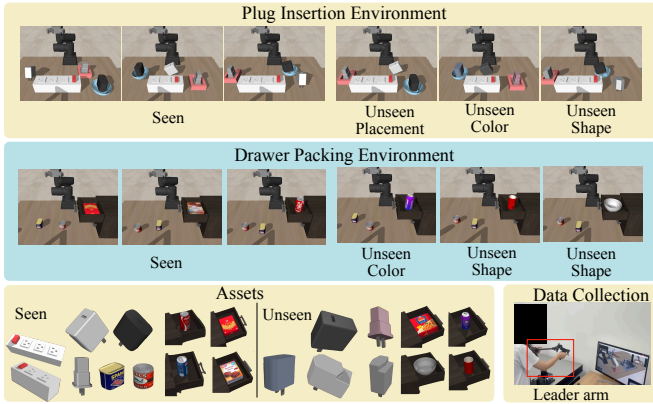 Plug Insertion Environment
Seen
Unseen
Placement
Unseen
Color
Unseen
Shape
Drawer Packing Environment
Seen
Unseen
Color
Unseen
Shape
Unseen
Shape
Assets
Seen
Unseen
SPAM
Data Collection
Leader arm